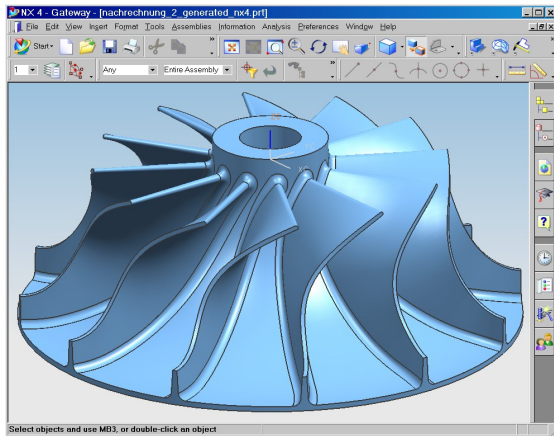 NX 4 - Gateway - [nachrechnung_2_generated_nx4.prt]
File Edit View Insert Format Tools Assemblies Information Analysis Preferences Window Help
Start
1 Any Entire Assembly
Select objects and use MB3, or double-click an object